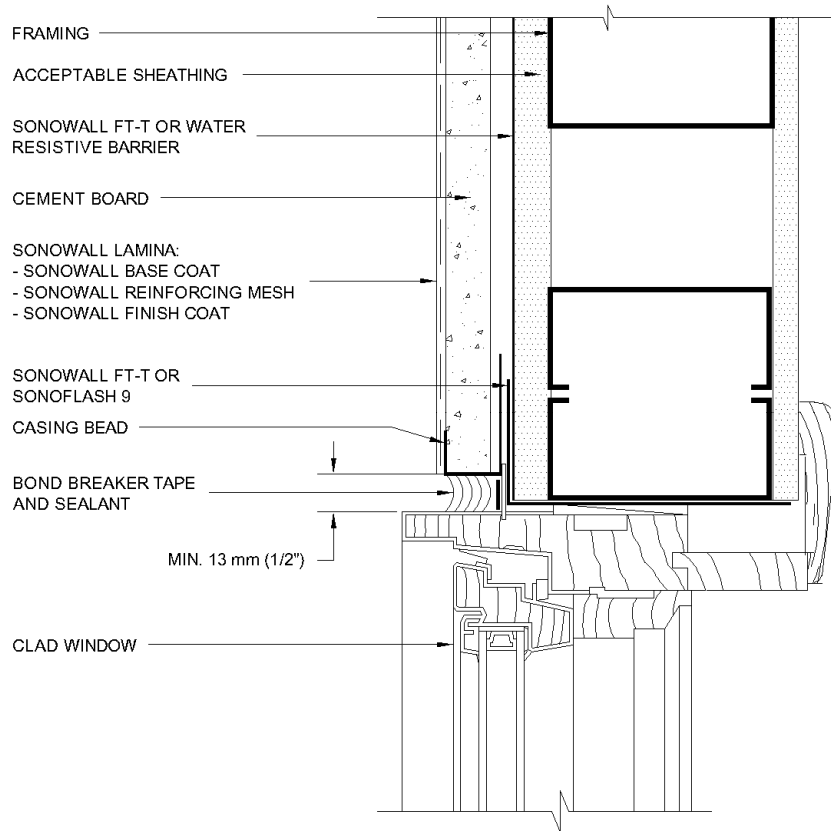 FRAMING
ACCEPTABLE SHEATHING
SONOWALL FT-T OR WATER
RESISTIVE BARRIER
CEMENT BOARD
SONOWALL LAMINA:
- SONOWALL BASE COAT
- SONOWALL REINFORCING MESH
- SONOWALL FINISH COAT
SONOWALL FT-T OR
SONOFLASH 9
CASING BEAD
BOND BREAKER TAPE
AND SEALANT
MIN. 13 mm (1/2")
CLAD WINDOW